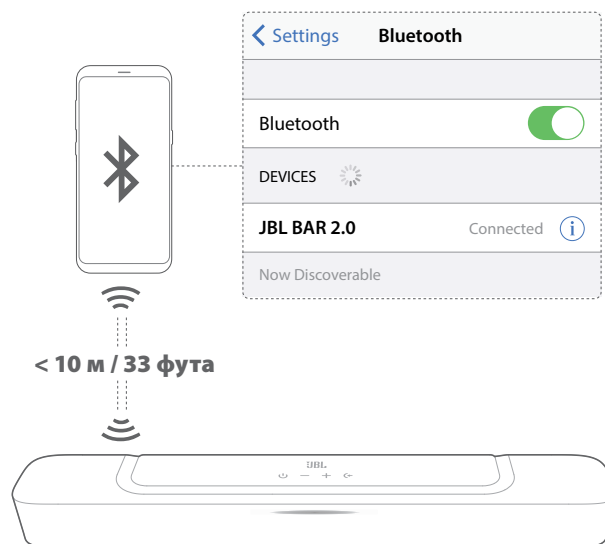 Settings Bluetooth
Bluetooth
DEVICES
JBL BAR 2.0 Connected i
Now Discoverable
< 10 м / 33 фута
JBL